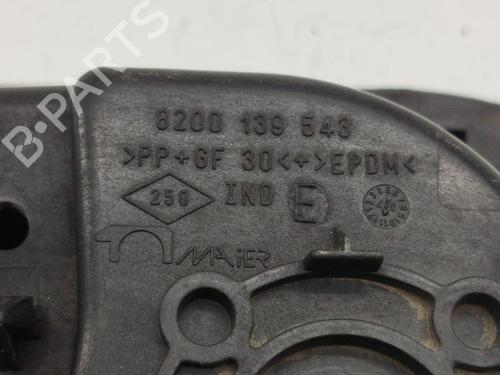 B-PARTS
8200 139 543
>PP+GF 30<+>EPDM<
250 IND E
MAIER